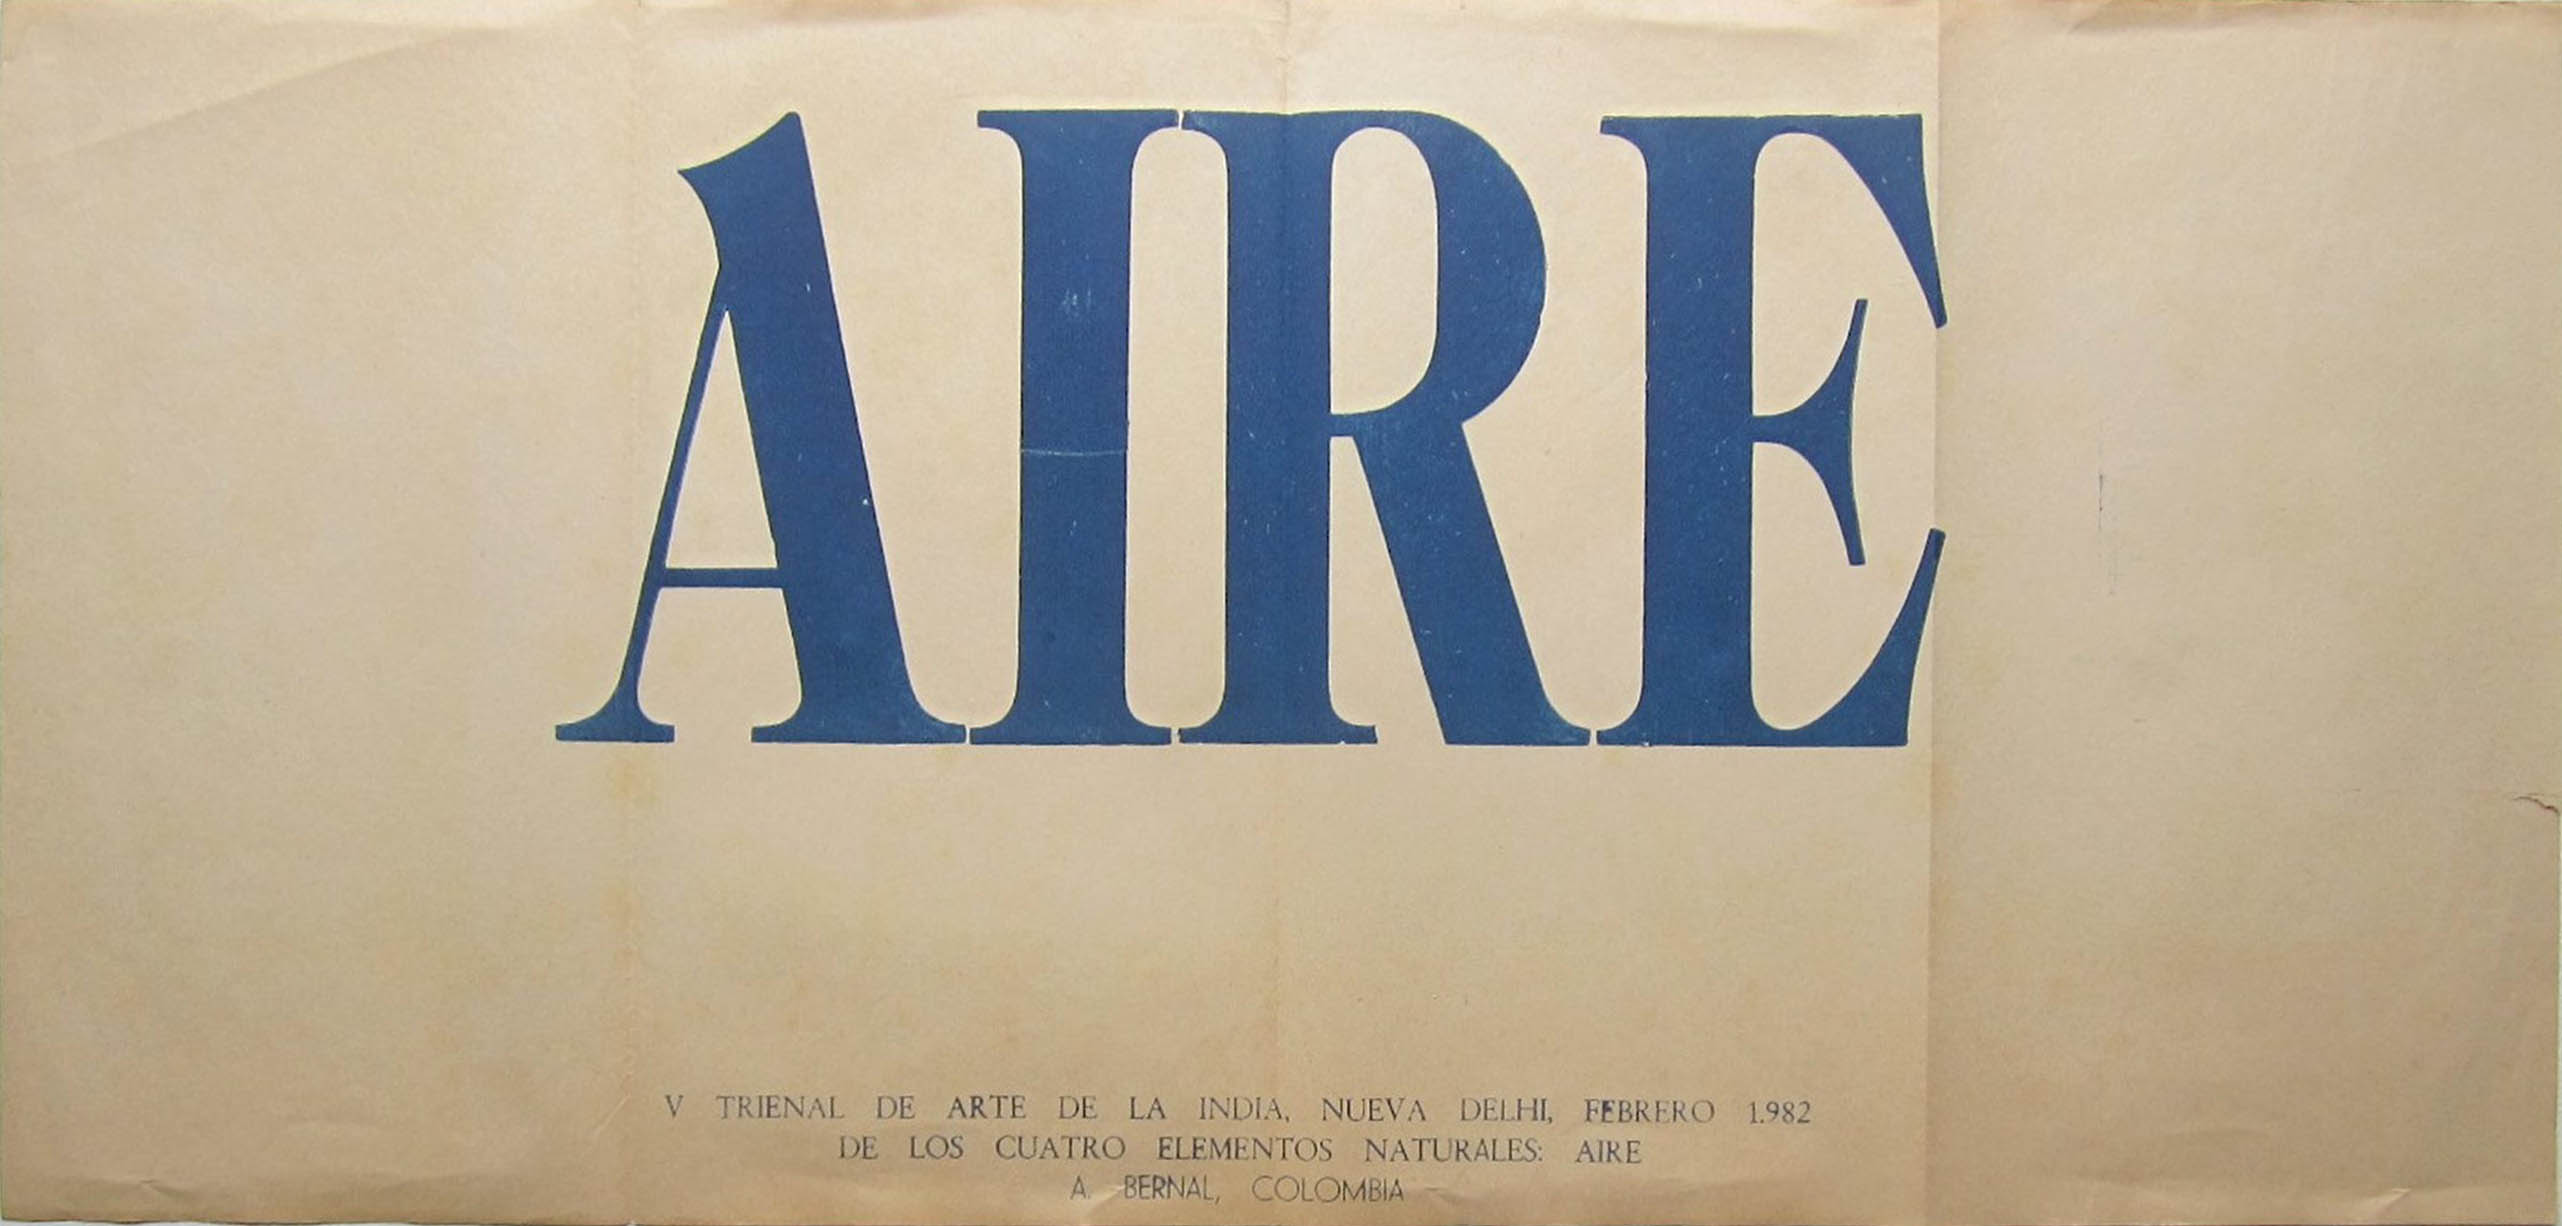 AIRE
V TRIENAL DE ARTE DE LA INDIA, NUEVA DELHI, FEBRERO 1.982
DE LOS CUATRO ELEMENTOS NATURALES: AIRE
A. BERNAL, COLOMBIA